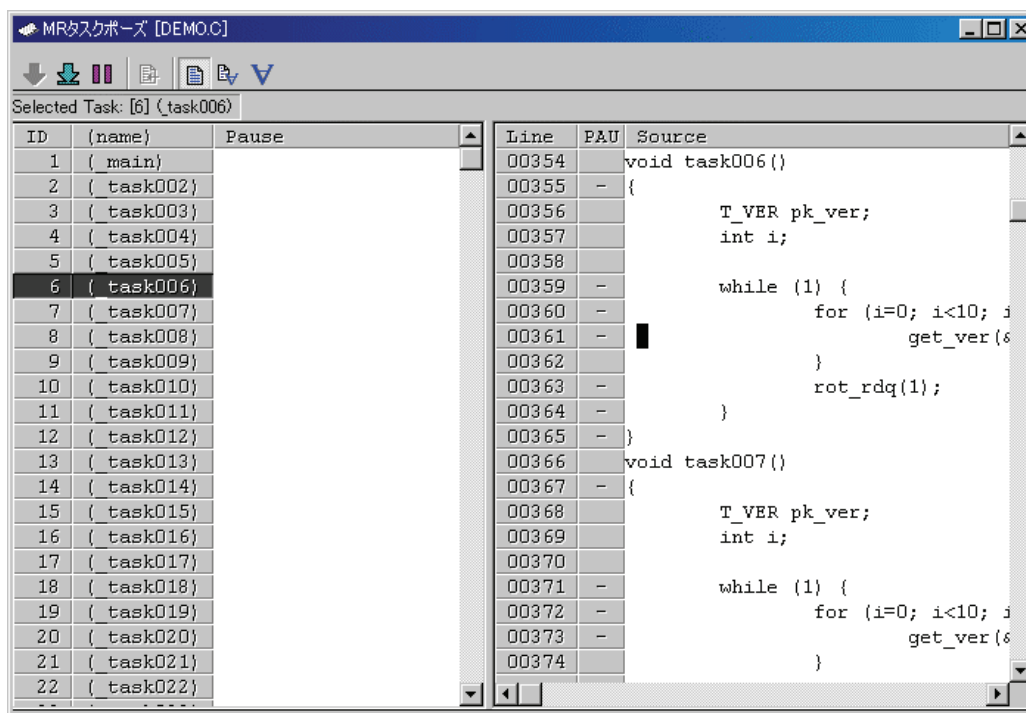 MRタスクポーズ [DEMO.C]
Selected Task: [6] (_task006)
ID (name) Pause
1 (_main)
2 (_task002)
3 (_task003)
4 (_task004)
5 (_task005)
6 (_task006)
7 (_task007)
8 (_task008)
9 (_task009)
10 (_task010)
11 (_task011)
12 (_task012)
13 (_task013)
14 (_task014)
15 (_task015)
16 (_task016)
17 (_task017)
18 (_task018)
19 (_task019)
20 (_task020)
21 (_task021)
22 (_task022)
Line PAU Source
00354 void task006()
00355 - {
00356 T_VER pk_ver;
00357 int i;
00358
00359 - while (1) {
00360 - for (i=0; i<10; i
00361 - get_ver(&
00362 }
00363 - rot_rdq(1);
00364 - }
00365 - }
00366 void task007()
00367 - {
00368 T_VER pk_ver;
00369 int i;
00370
00371 - while (1) {
00372 - for (i=0; i<10; i
00373 - get_ver(&
00374 }